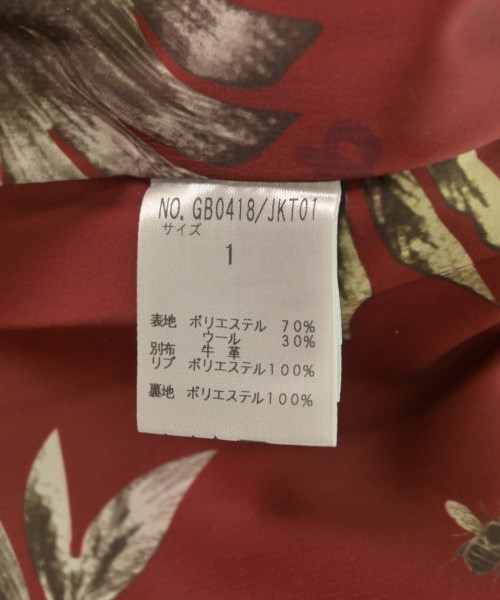 NO. GB0418/JKT01
サイズ
1
表地 ポリエステル 70%
ウール 30%
別布 牛 革
リブ ポリエステル100%
裏地 ポリエステル100%